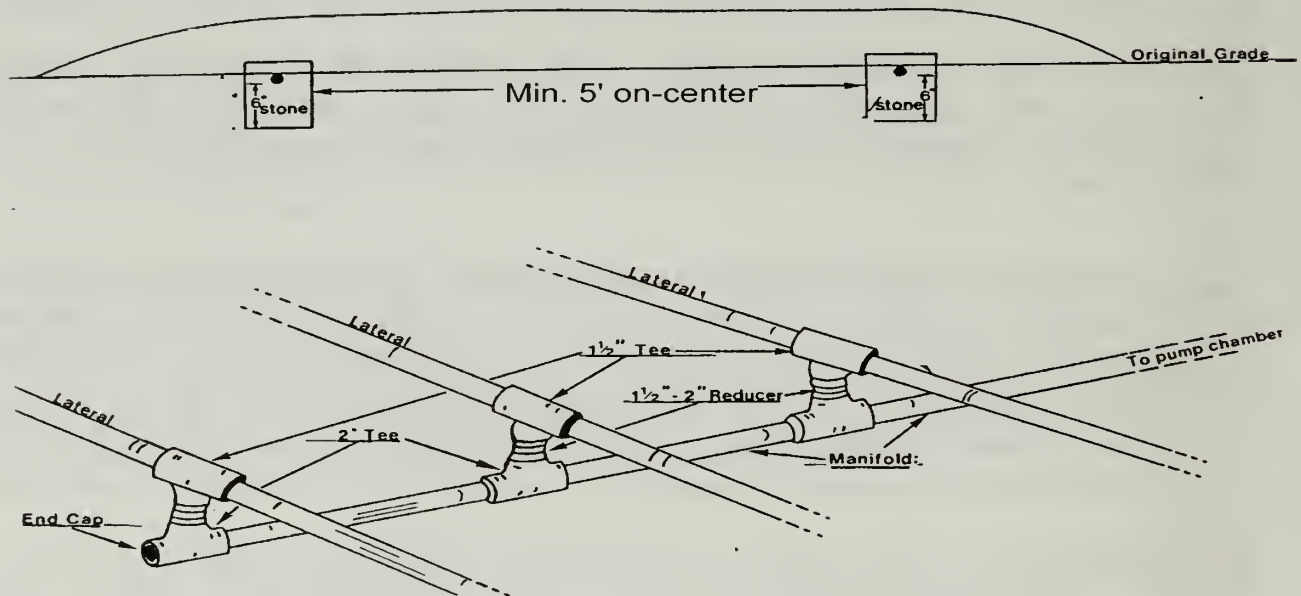 Original Grade
6"
stone
Min. 5' on-center
6"
stone
Lateral
Lateral
1½" Tee
To pump chamber
1½" - 2" Reducer
Lateral
2" Tee
Manifold:
End Cap